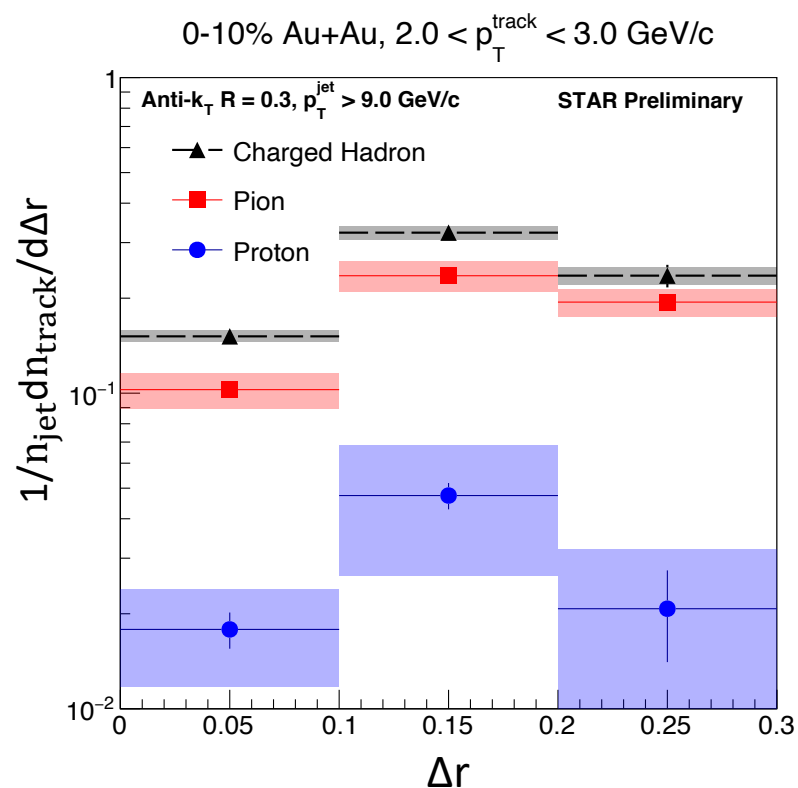 0-10% Au+Au, 2.0 < p_T^track < 3.0 GeV/c
Anti-k_T R = 0.3, p_T^jet > 9.0 GeV/c
STAR Preliminary
Charged Hadron
Pion
Proton
1/n_jet dn_track/dΔr
1
10⁻¹
10⁻²
0 0.05 0.1 0.15 0.2 0.25 0.3
Δr